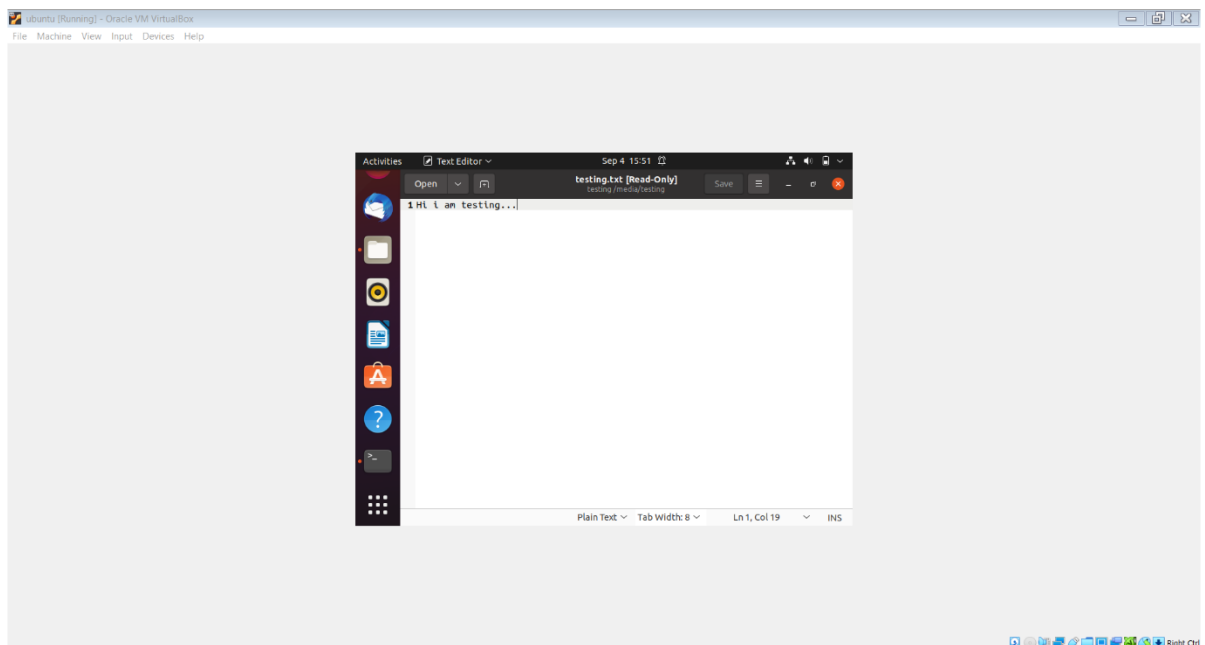 ubuntu [Running] - Oracle VM VirtualBox
File Machine View Input Devices Help
Activities Text Editor Sep 4 15:51
Open testing.txt [Read-Only] Save
testing /media/testing
1 Hi i am testing...
Plain Text Tab Width: 8 Ln 1, Col 19 INS
Right Ctrl